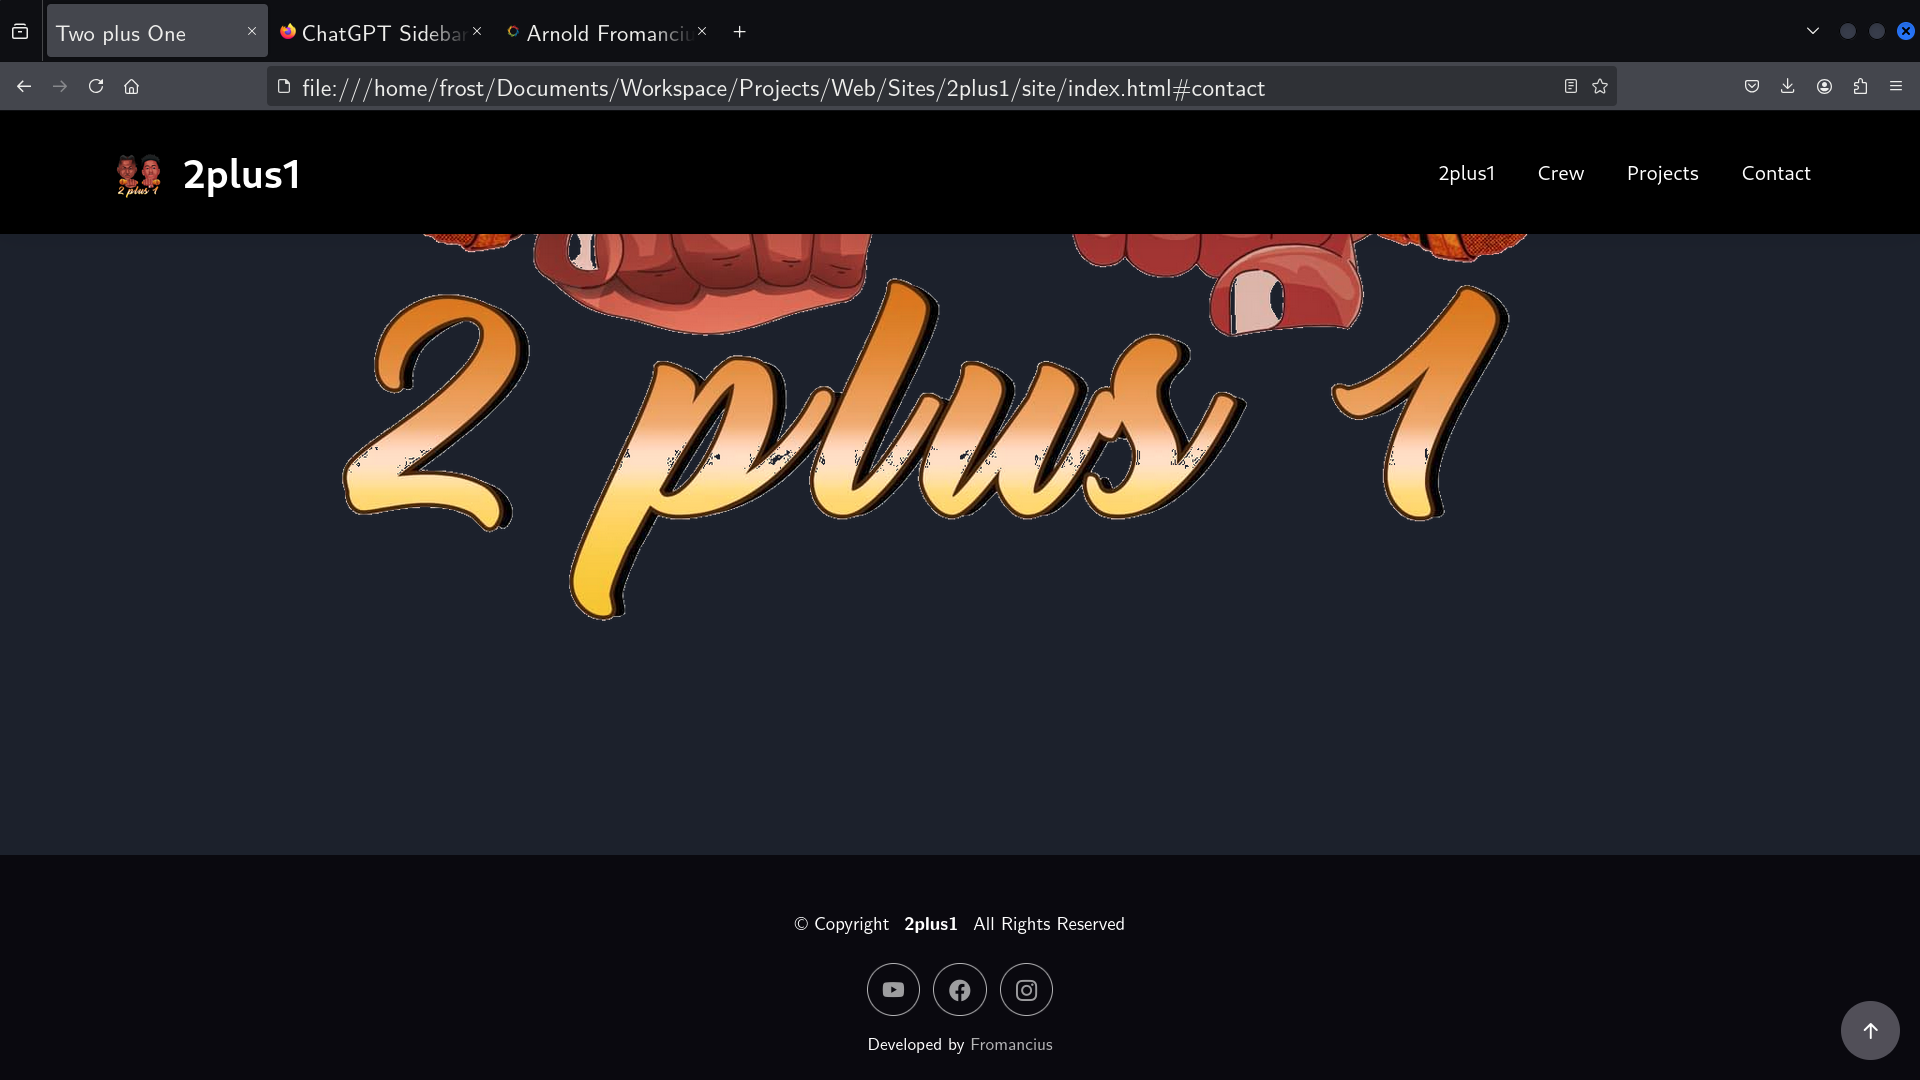 Two plus One
ChatGPT Sidebar
Arnold Fromanciu
file:///home/frost/Documents/Workspace/Projects/Web/Sites/2plus1/site/index.html#contact
2 plus 1
2plus1
2plus1 Crew Projects Contact
2 plus 1
© Copyright 2plus1 All Rights Reserved
Developed by Fromancius